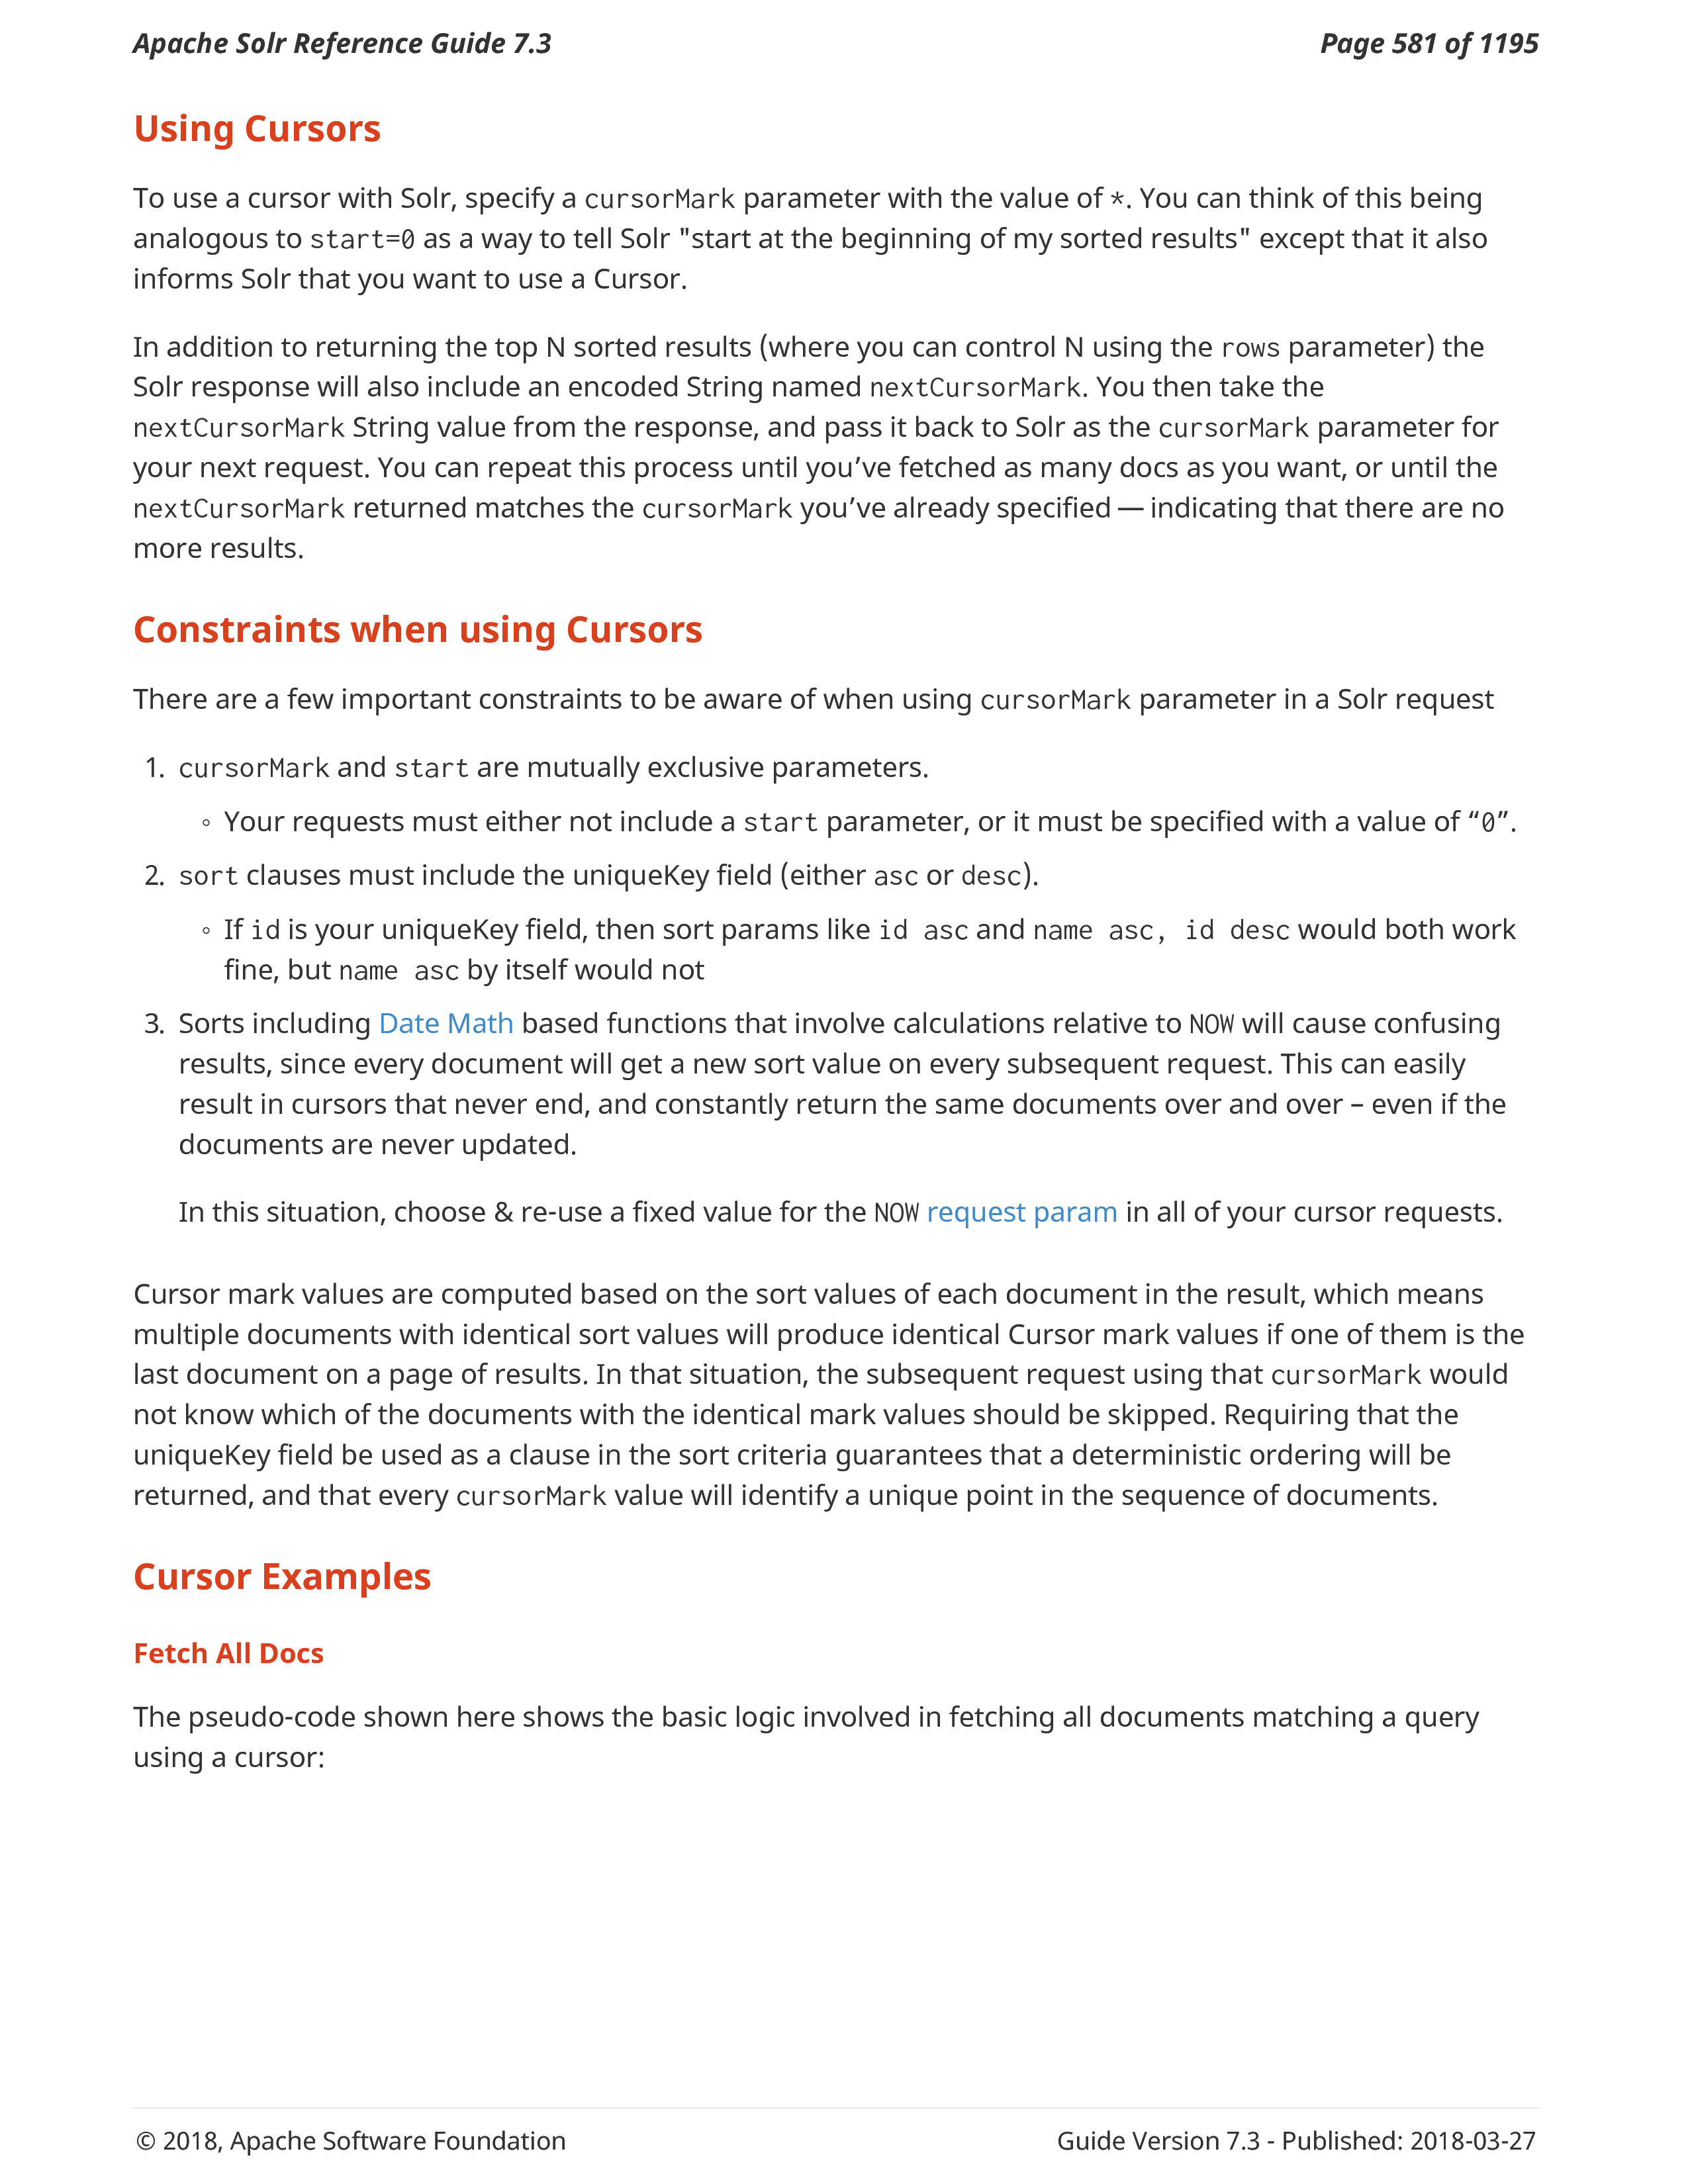 Apache Solr Reference Guide 7.3
Page 581 of 1195
Using Cursors
To use a cursor with Solr, specify a cursorMark parameter with the value of *. You can think of this being
analogous to start=0 as a way to tell Solr "start at the beginning of my sorted results" except that it also
informs Solr that you want to use a Cursor.
In addition to returning the top N sorted results (where you can control N using the rows parameter) the
Solr response will also include an encoded String named nextCursorMark. You then take the
nextCursorMark String value from the response, and pass it back to Solr as the cursorMark parameter for
your next request. You can repeat this process until you’ve fetched as many docs as you want, or until the
nextCursorMark returned matches the cursorMark you’ve already specified — indicating that there are no
more results.
Constraints when using Cursors
There are a few important constraints to be aware of when using cursorMark parameter in a Solr request
1. cursorMark and start are mutually exclusive parameters.
◦ Your requests must either not include a start parameter, or it must be specified with a value of “0”.
2. sort clauses must include the uniqueKey field (either asc or desc).
◦ If id is your uniqueKey field, then sort params like id asc and name asc, id desc would both work
fine, but name asc by itself would not
3. Sorts including Date Math based functions that involve calculations relative to NOW will cause confusing
results, since every document will get a new sort value on every subsequent request. This can easily
result in cursors that never end, and constantly return the same documents over and over – even if the
documents are never updated.
In this situation, choose & re-use a fixed value for the NOW request param in all of your cursor requests.
Cursor mark values are computed based on the sort values of each document in the result, which means
multiple documents with identical sort values will produce identical Cursor mark values if one of them is the
last document on a page of results. In that situation, the subsequent request using that cursorMark would
not know which of the documents with the identical mark values should be skipped. Requiring that the
uniqueKey field be used as a clause in the sort criteria guarantees that a deterministic ordering will be
returned, and that every cursorMark value will identify a unique point in the sequence of documents.
Cursor Examples
Fetch All Docs
The pseudo-code shown here shows the basic logic involved in fetching all documents matching a query
using a cursor:
© 2018, Apache Software Foundation
Guide Version 7.3 - Published: 2018-03-27